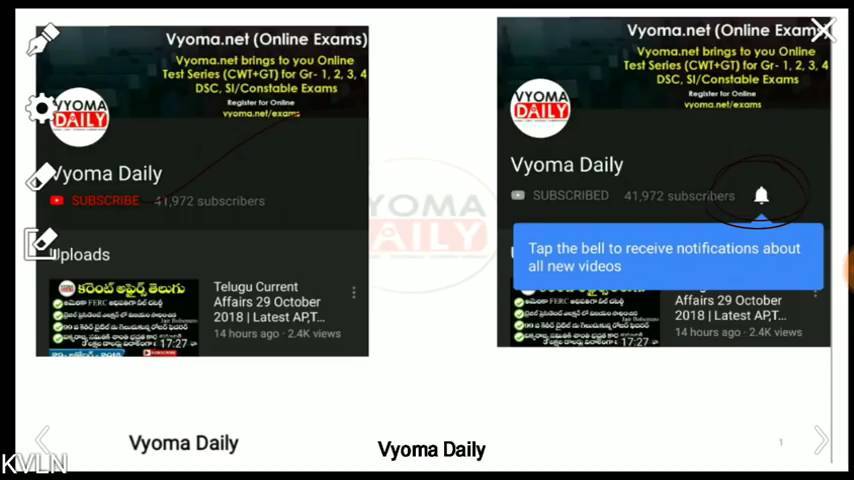 Vyoma.net (Online Exams)
Vyoma.net brings to you Online
Test Series (CWT+GT) for Gr- 1, 2, 3, 4
DSC, SI/Constable Exams
Register for Online
vyoma.net/exams
VYOMA
DAILY
Vyoma Daily
SUBSCRIBE 41,972 subscribers
Uploads
కరెంట్ అఫైర్స్ తెలుగు
Telugu Current
Affairs 29 October
2018 | Latest AP,T...
14 hours ago · 2.4K views
17:27
SUBSCRIBE
Vyoma.net (Online Exam
Vyoma.net brings to you Online
Test Series (CWT+GT) for Gr- 1, 2, 3, 4
DSC, SI/Constable Exams
Register for Online
vyoma.net/exams
VYOMA
DAILY
Vyoma Daily
SUBSCRIBED 41,972 subscribers
Tap the bell to receive notifications about
all new videos
Affairs 29 October
2018 | Latest AP,T...
14 hours ago · 2.4K views
17:27
YOMA
DAILY
Vyoma Daily
Vyoma Daily
1
KVLN